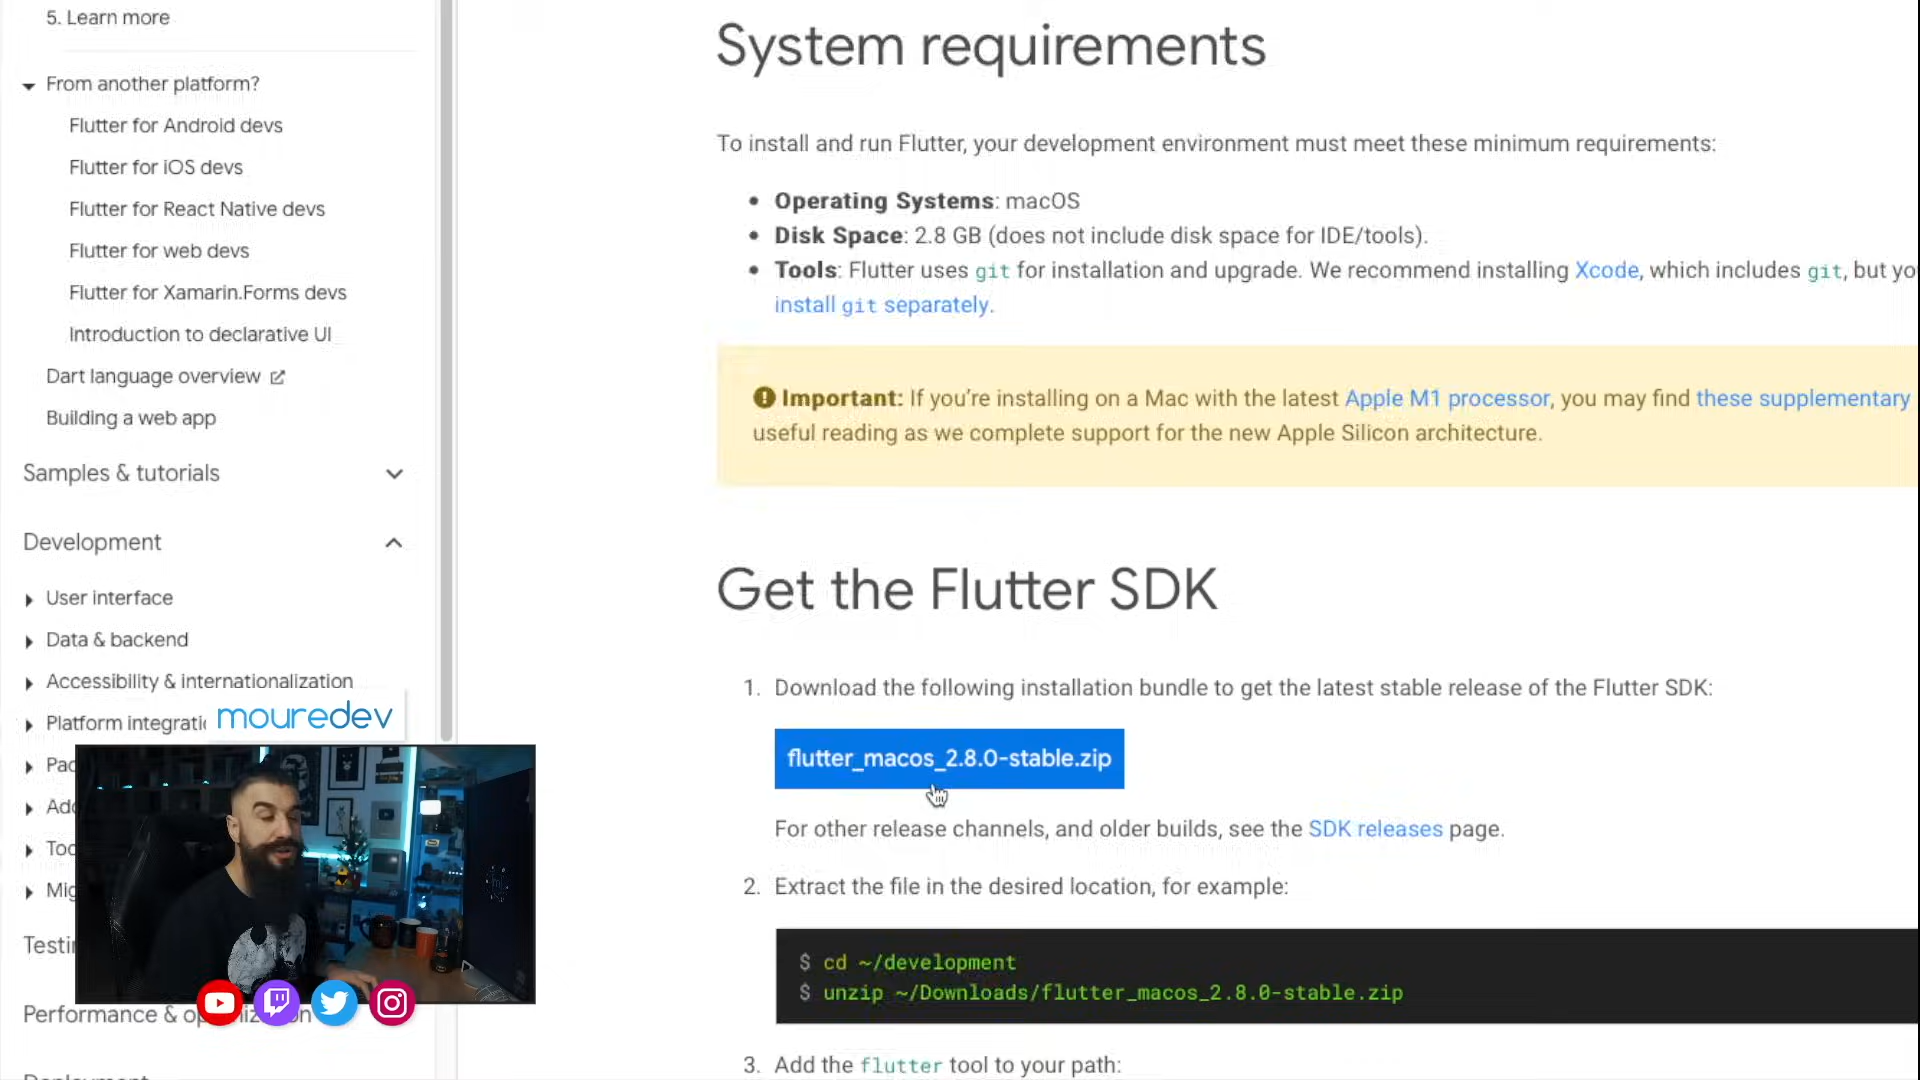 5. Learn more
From another platform?
Flutter for Android devs
Flutter for iOS devs
Flutter for React Native devs
Flutter for web devs
Flutter for Xamarin.Forms devs
Introduction to declarative UI
Dart language overview
Building a web app
Samples & tutorials
Development
User interface
Data & backend
Accessibility & internationalization
Platform
mouredev
Performance &
System requirements
To install and run Flutter, your development environment must meet these minimum requirements:
• Operating Systems: macOS
• Disk Space: 2.8 GB (does not include disk space for IDE/tools).
• Tools: Flutter uses git for installation and upgrade. We recommend installing Xcode, which includes git, but
install git separately.
Important: If you’re installing on a Mac with the latest Apple M1 processor, you may find these supplementary
useful reading as we complete support for the new Apple Silicon architecture.
Get the Flutter SDK
1. Download the following installation bundle to get the latest stable release of the Flutter SDK:
flutter_macos_2.8.0-stable.zip
For other release channels, and older builds, see the SDK releases page.
2. Extract the file in the desired location, for example:
$ cd ~/development
$ unzip ~/Downloads/flutter_macos_2.8.0-stable.zip
3. Add the flutter tool to your path: